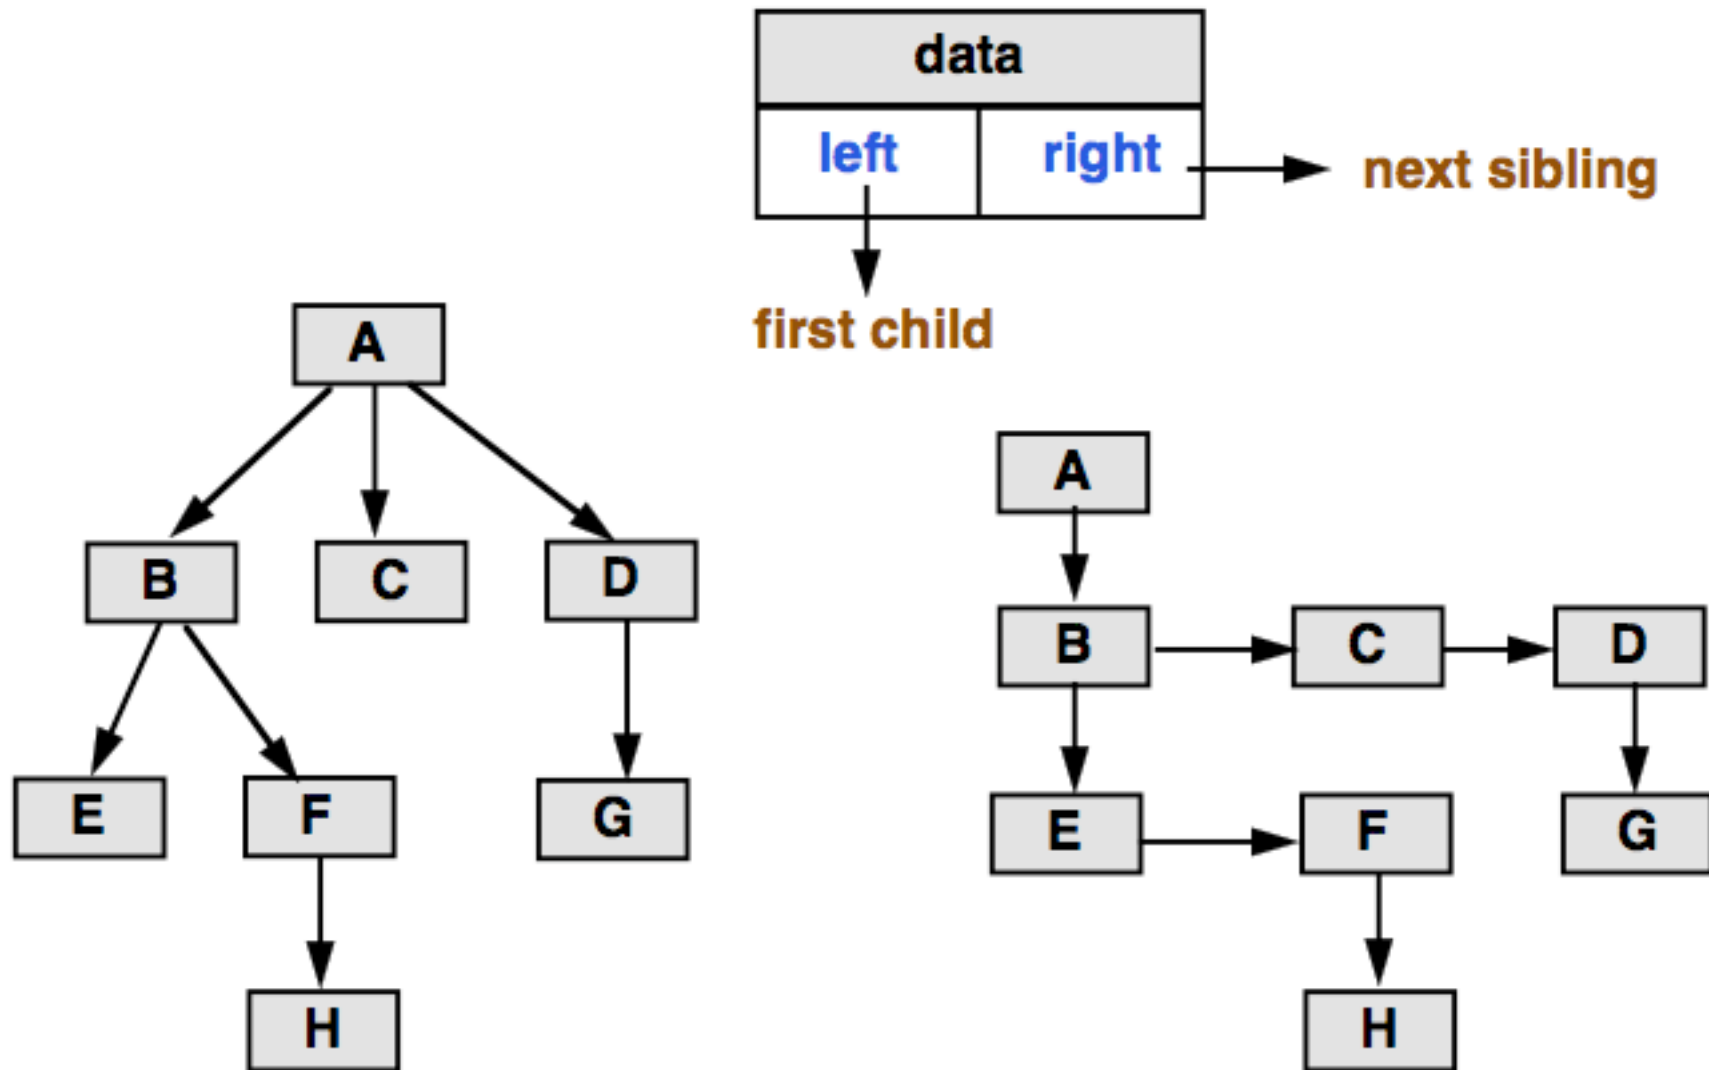 data
left right
next sibling
first child
A
B C D
E F G
H
A
B C D
E F G
H